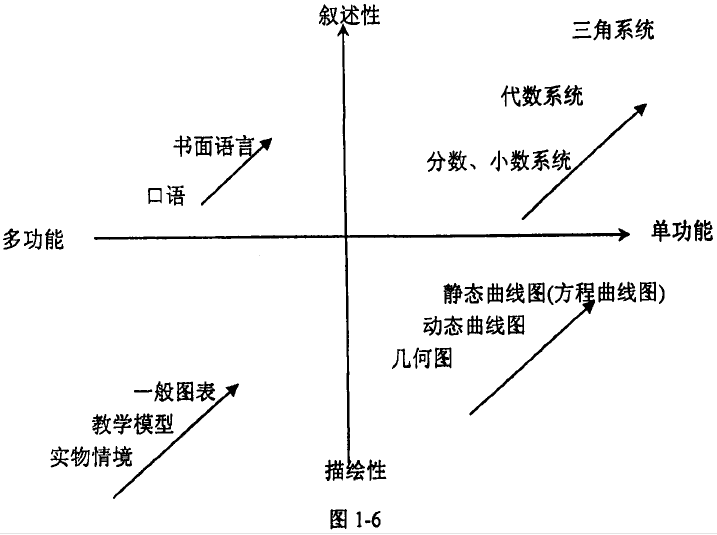 叙述性
三角系统
代数系统
书面语言
分数、小数系统
口语
多功能
单功能
静态曲线图(方程曲线图)
动态曲线图
几何图
一般图表
教学模型
实物情境
描绘性
图 1-6